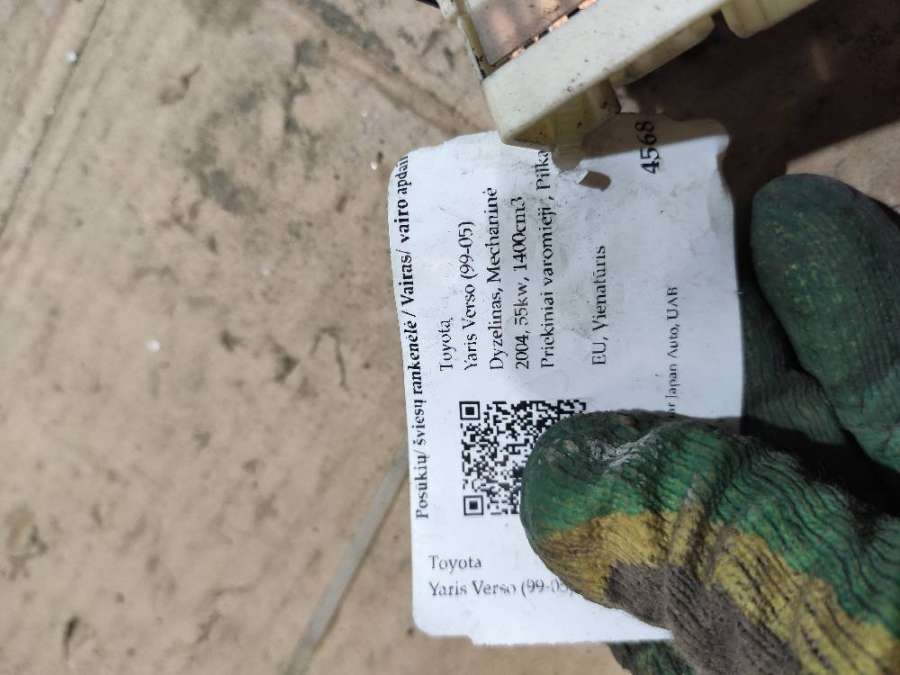 Posūkių/ šviesų rankenėlė / Vairas/ vairo apdail
Toyota
Yaris Verso (99-05)
Dyzelinas, Mechaninė
2004, 55kw, 1400cm3
Priekiniai varomieji , Pilka
EU, Vienatūris
4568
Japan Auto, UAB
Toyota
Yaris Verso (99-05)